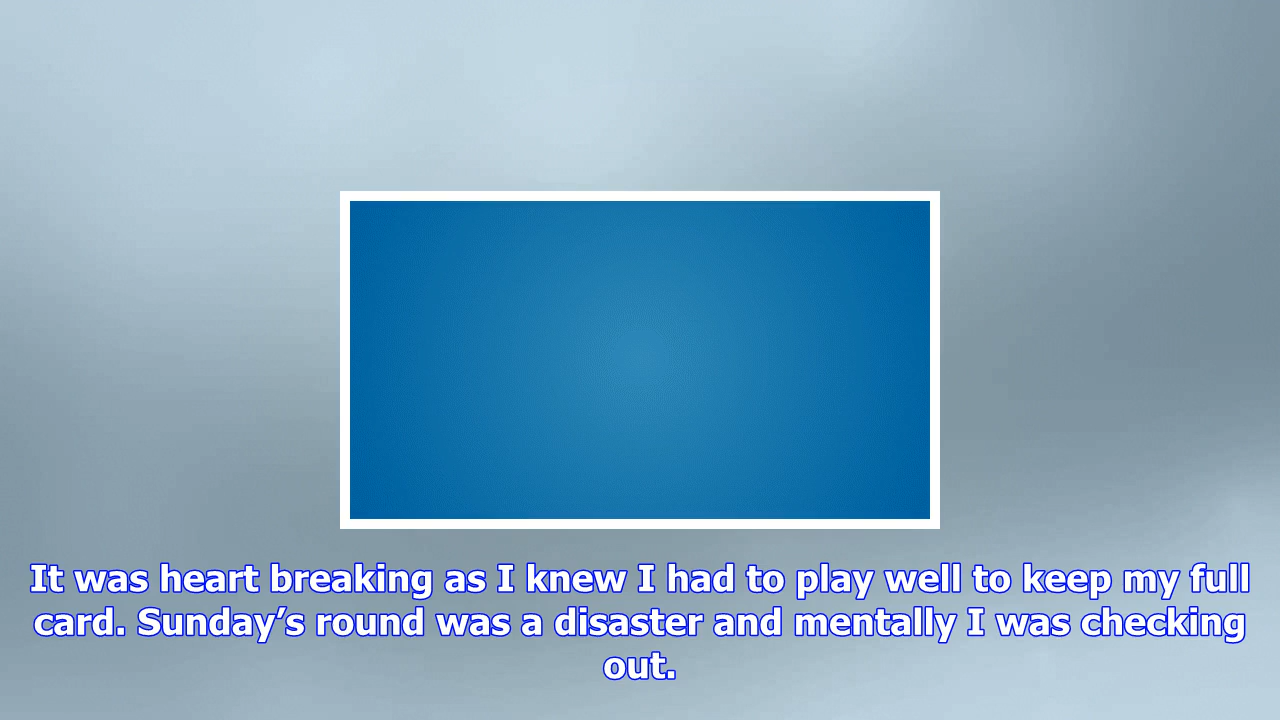 It was heart breaking as I knew I had to play well to keep my full
card. Sunday’s round was a disaster and mentally I was checking
out.